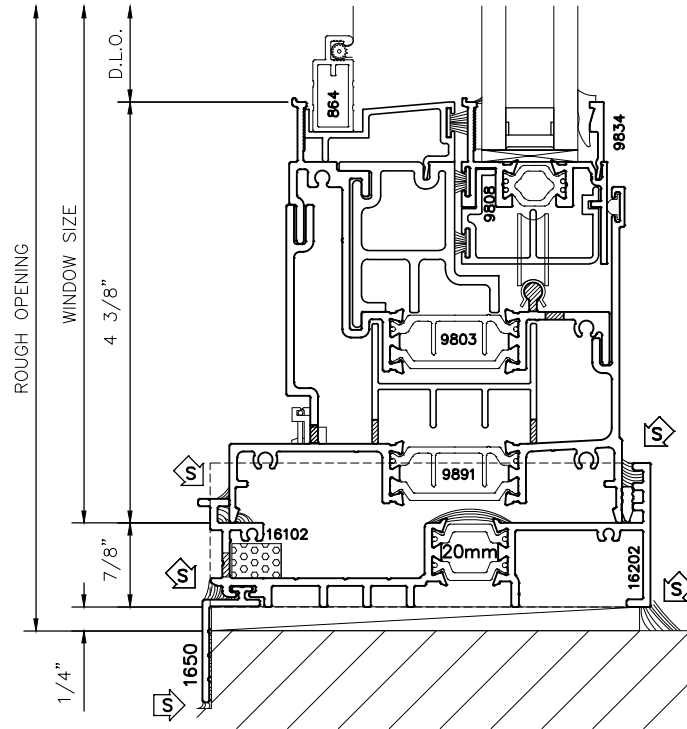 D.L.O.
864
9834
9808
ROUGH OPENING
WINDOW SIZE
4 3/8"
9803
S
S
9891
16102
20mm
7/8"
S
16202
S
1650
1/4"
S